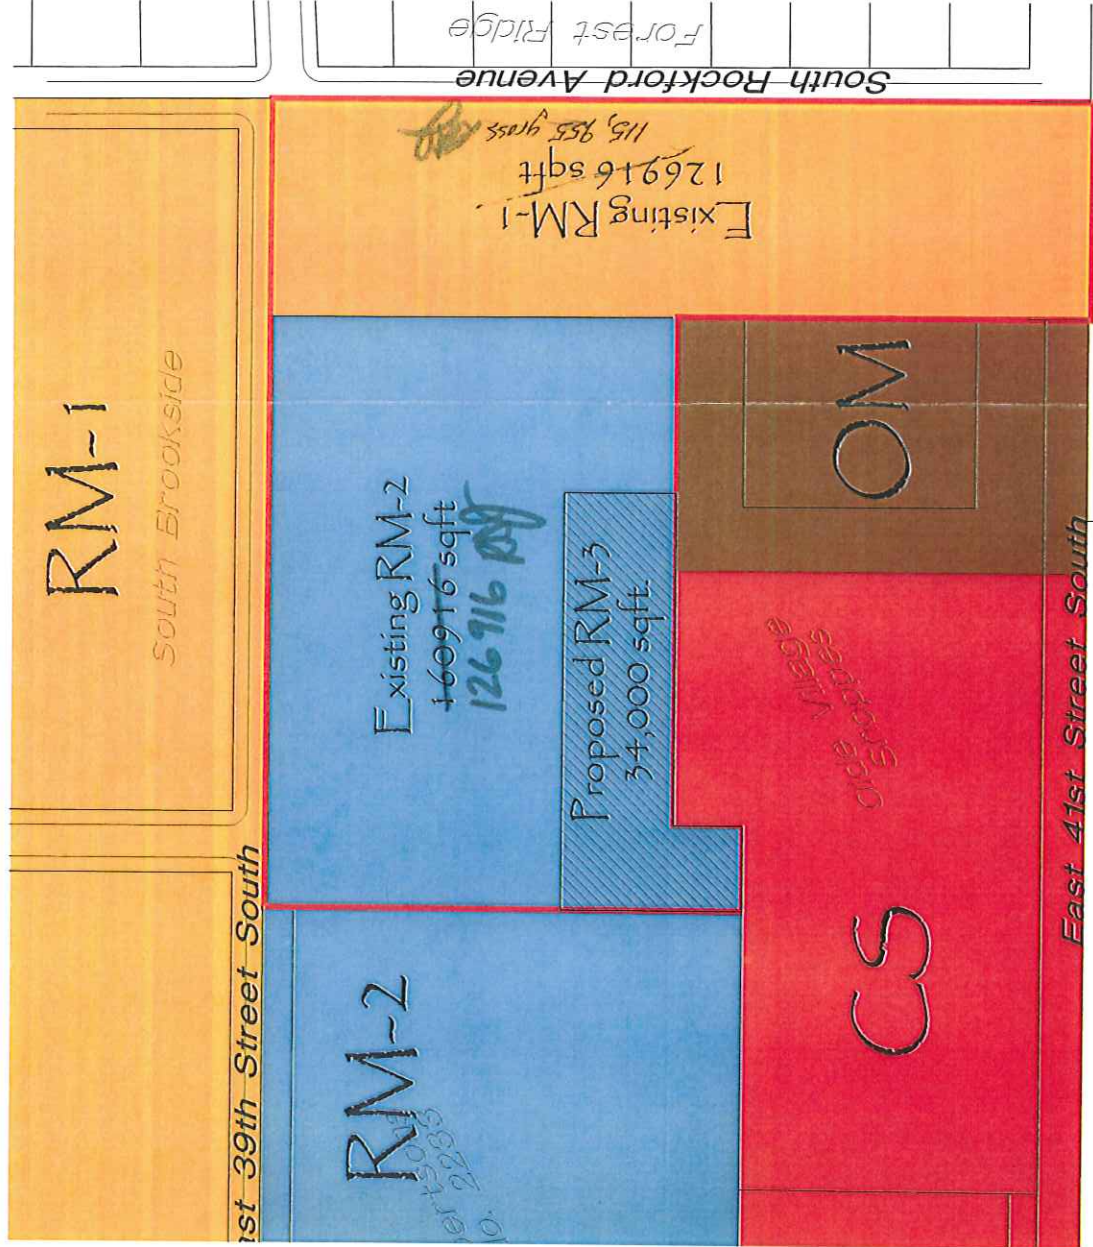 Forest Ridge
South Rockford Avenue
Existing RM-1
126916 sqft
115,955 gross
RM-1
South Brookside
Existing RM-2
160916 sqft
126916
Proposed RM-3
34,000 sqft.
OM
Village
Shoppes
CS
RM-2
2285
East 41st Street South
st 39th Street South